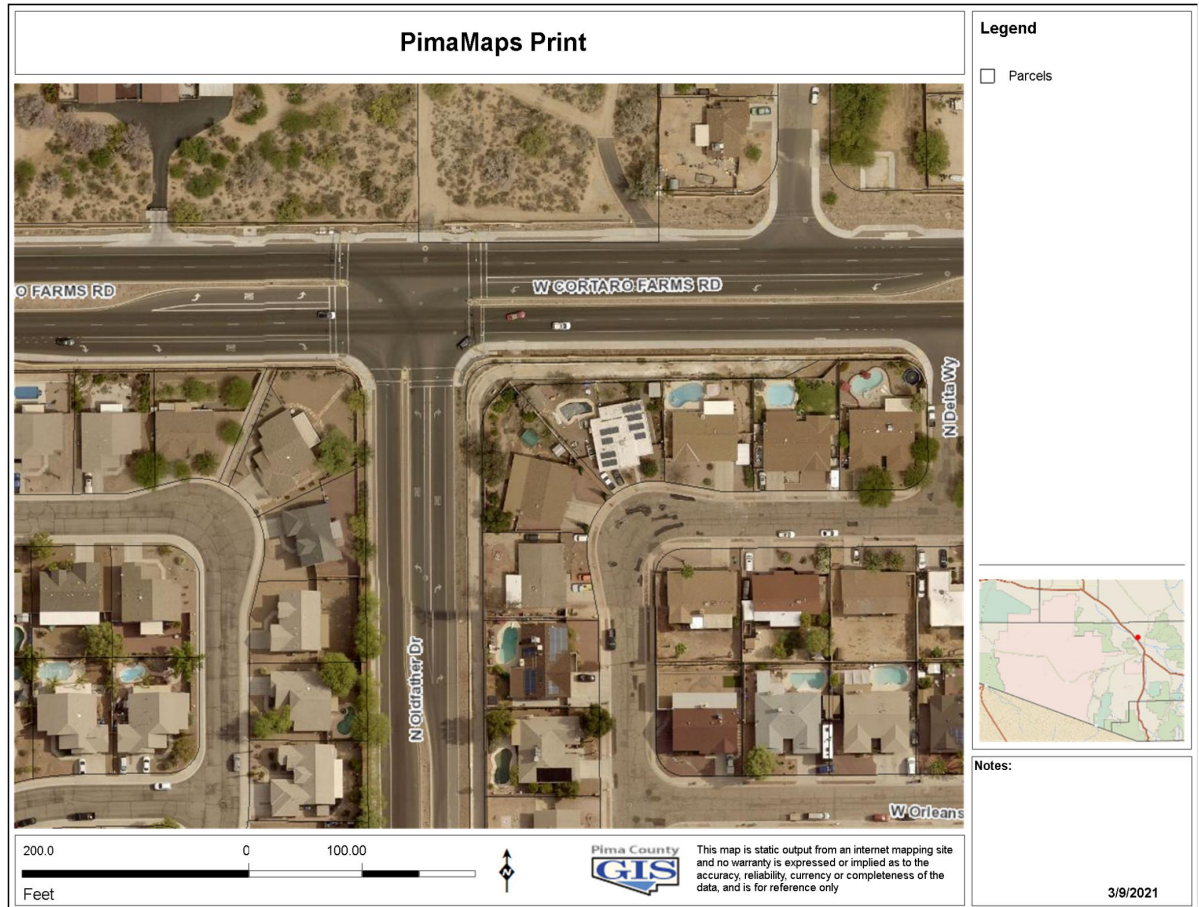 PimaMaps Print
Legend
Parcels
O FARMS RD
W CORTARO FARMS RD
N Delta Wy
N Oldfather Dr
W Orleans
Notes:
3/9/2021
200.0 0 100.00
Feet
N
Pima County
GIS
This map is static output from an internet mapping site
and no warranty is expressed or implied as to the
accuracy, reliability, currency or completeness of the
data, and is for reference only